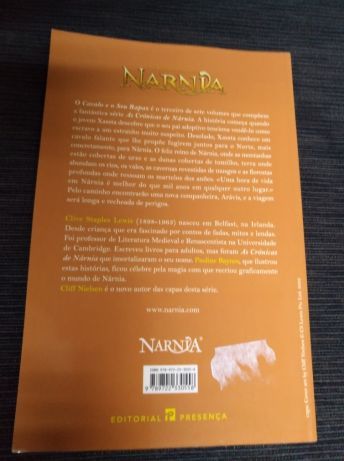 NARNIA
O Cavalo e o Seu Rapaz é o terceiro de sete volumes que compõem
a fantástica série As Crónicas de Nárnia. A história começa quando
o jovem Xassta descobre que o seu pai adoptivo tenciona vendê-lo como
escravo a um estranho muito suspeito. Desolado, Xassta conhece um
cavalo falante que lhe propõe fugirem juntos para o Norte, mais
concretamente, para Nárnia. O feliz reino de Nárnia, onde as montanhas
estão cobertas de urze e as dunas cobertas de tomilho, terra onde
abundam os rios, os vales, as cavernas revestidas de musgos e as florestas
profundas onde ressoam os martelos dos anões. «Uma hora de vida
em Nárnia é melhor do que mil anos em qualquer outro lugar.»
Pelo caminho encontrarão uma nova companheira, Arávis, e a viagem
será longa e recheada de perigos.
Clive Staples Lewis (1898-1963) nasceu em Belfast, na Irlanda.
Desde criança que era fascinado por contos de fadas, mitos e lendas.
Foi professor de Literatura Medieval e Renascentista na Universidade
de Cambridge. Escreveu livros para adultos, mas foram As Crónicas
de Nárnia que imortalizaram o seu nome. Pauline Baynes, que ilustrou
estas histórias, ficou célebre pela magia com que recriou graficamente
o mundo de Nárnia.
Cliff Nielsen é o novo autor das capas desta série.
www.narnia.com
NARNIA
9 789722 330558
EDITORIAL PRESENÇA